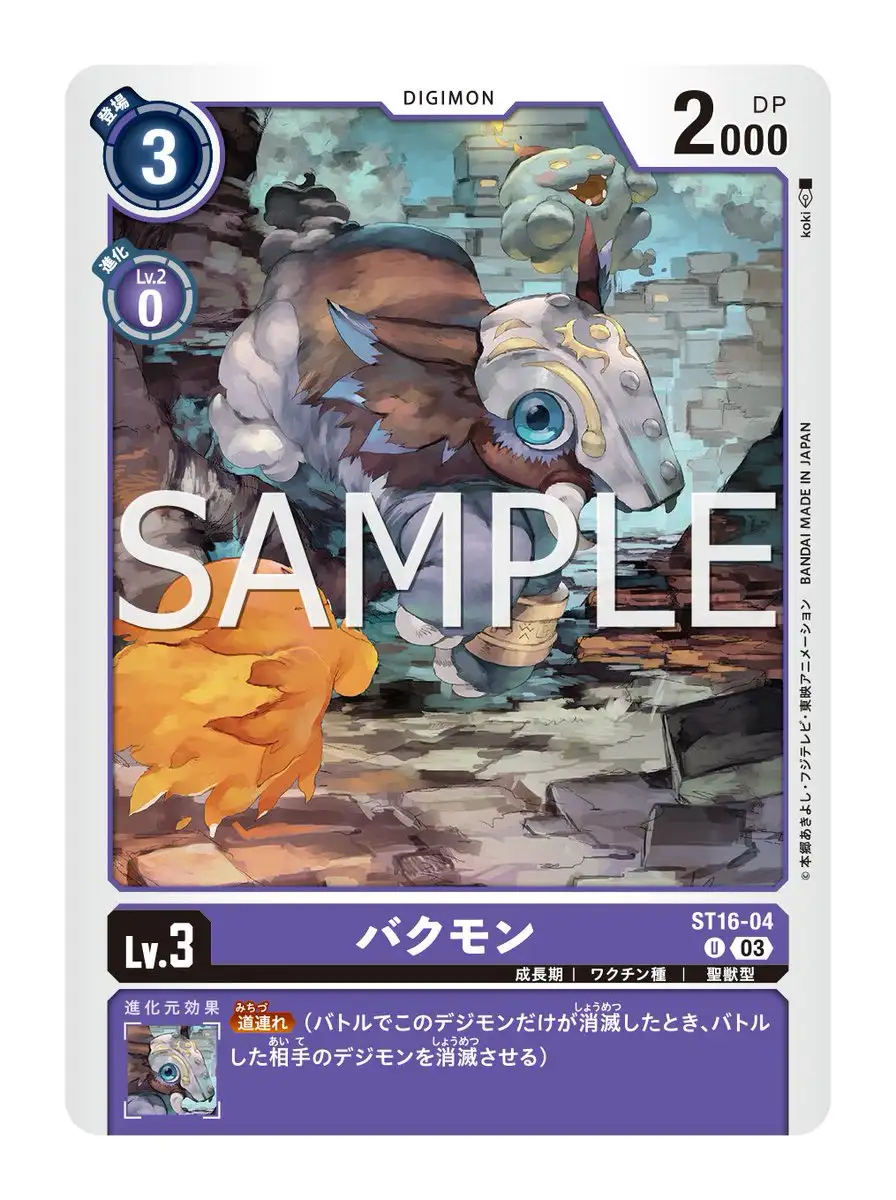 DIGIMON
登場
3
DP
2000
進化
Lv.2
0
koki
SAMPLE
© 本郷あきよし・フジテレビ・東映アニメーション BANDAI MADE IN JAPAN
Lv.3
バクモン
ST16-04
U 03
成長期 | ワクチン種 | 聖獣型
進化元効果
みちづ しょうめつ
道連れ (バトルでこのデジモンだけが消滅したとき、バトル
あいて しょうめつ
した相手のデジモンを消滅させる)